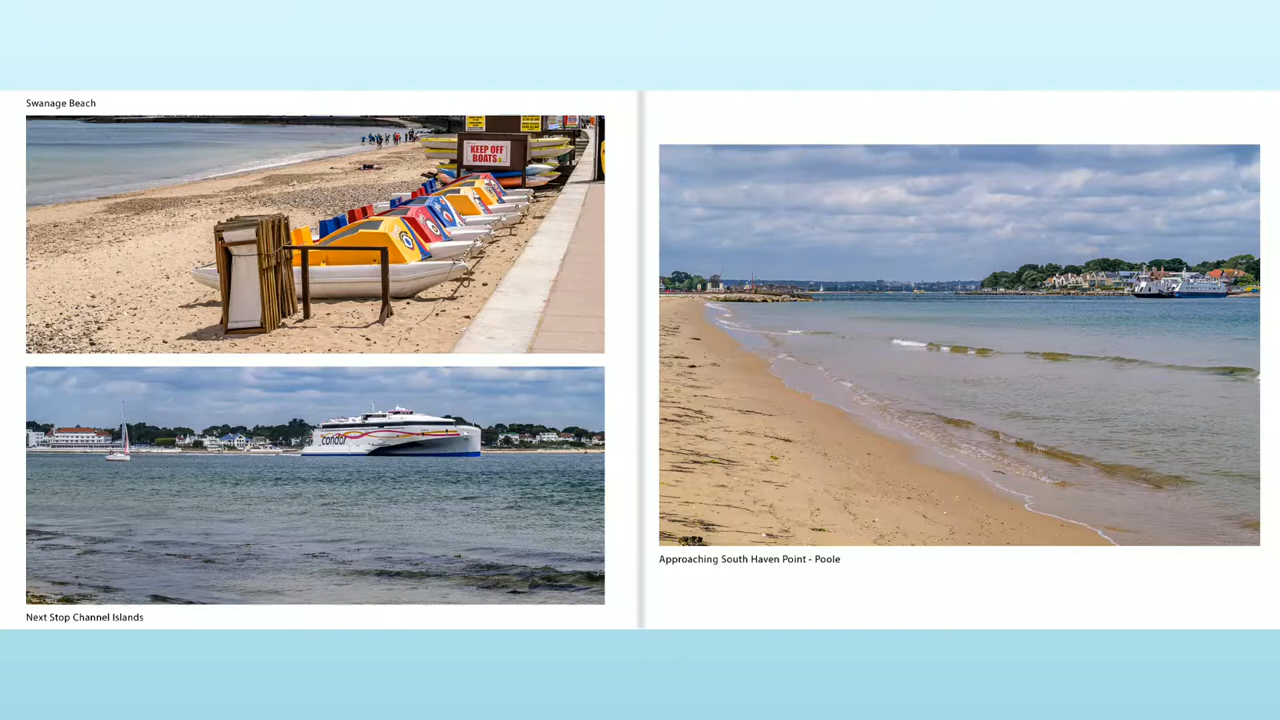 Swanage Beach
KEEP OFF
BOATS
condor
Next Stop Channel Islands
Approaching South Haven Point - Poole